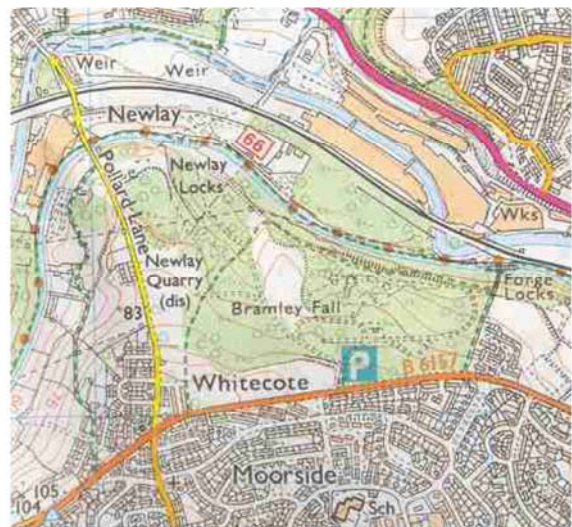 Weir
Weir
Newlay
66
Newlay
Locks
Pollard Lane
Wks
Newlay
Quarry
(dis)
Forge
Locks
83
Bramley Fall
P
B 6157
Whitecote
Moorside
105
104
Sch